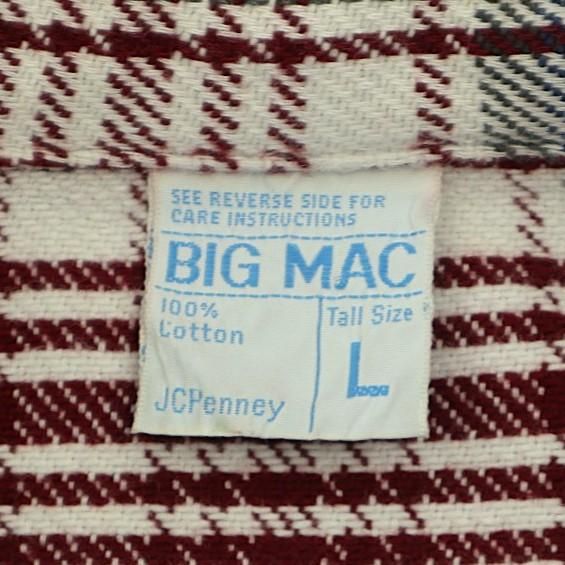 SEE REVERSE SIDE FOR
CARE INSTRUCTIONS
BIG MAC
100%
Cotton
Tall Size
L
JCPenney